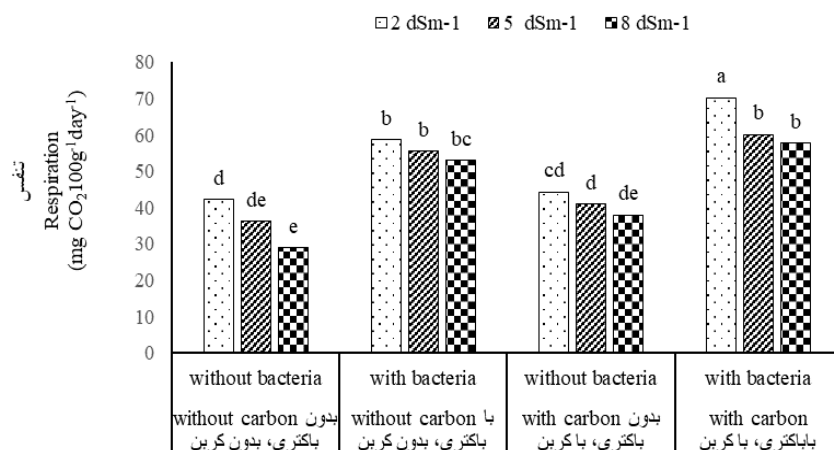 2 dSm-1 5 dSm-1 8 dSm-1
تنفس
Respiration
(mg CO₂100g⁻¹day⁻¹)
80
70
60
50
40
30
20
10
0
d de e
b b bc
cd d de
a b b
without bacteria with bacteria without bacteria with bacteria
without carbon بدون
باکتری، بدون کربن
without carbon با
باکتری، بدون کربن
with carbon بدون
باکتری، با کربن
with carbon
باباکتری، با کربن